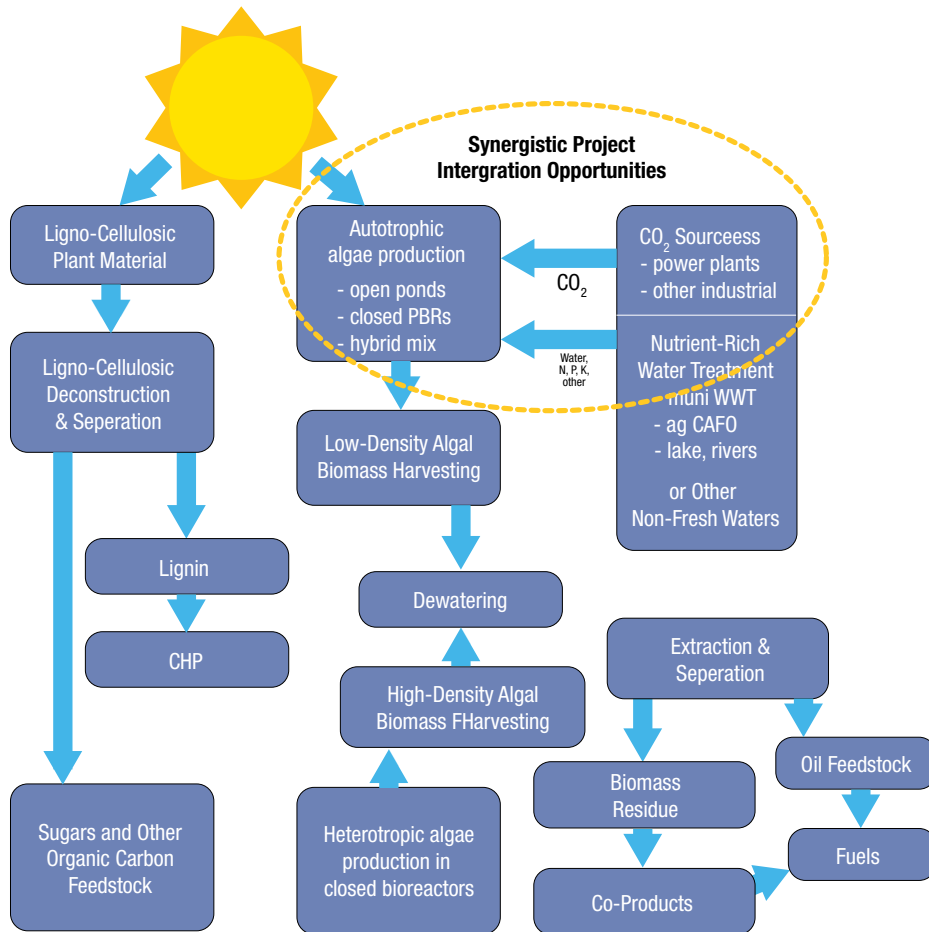 Synergistic Project
Intergration Opportunities
Ligno-Cellulosic
Plant Material
Autotrophic
algae production
- open ponds
- closed PBRs
- hybrid mix
CO₂
Water,
N, P, K,
other
CO₂ Sourceess
- power plants
- other industrial
Nutrient-Rich
Water Treatment
- muni WWT
- ag CAFO
- lake, rivers
or Other
Non-Fresh Waters
Ligno-Cellulosic
Deconstruction
& Seperation
Low-Density Algal
Biomass Harvesting
Lignin
CHP
Dewatering
High-Density Algal
Biomass FHarvesting
Extraction &
Seperation
Oil Feedstock
Biomass
Residue
Sugars and Other
Organic Carbon
Feedstock
Heterotropic algae
production in
closed bioreactors
Fuels
Co-Products